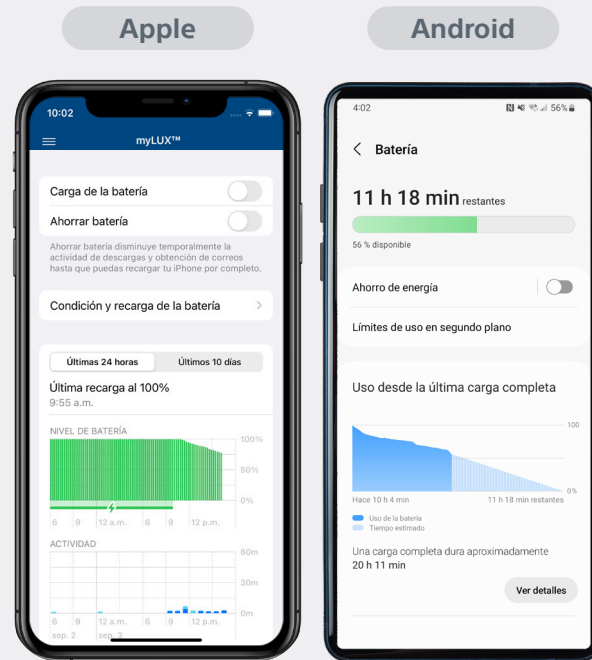 Apple
Android
10:02
myLUX™
Carga de la batería
Ahorrar batería
Ahorrar batería disminuye temporalmente la
actividad de descargas y obtención de correos
hasta que puedas recargar tu iPhone por completo.
Condición y recarga de la batería
Últimas 24 horas
Últimos 10 días
Última recarga al 100%
9:55 a.m.
NIVEL DE BATERÍA
100%
50%
0%
6 9 12 a.m. 6 9 12 p.m.
ACTIVIDAD
60m
30m
0m
6 9 12 a.m. 6 9 12 p.m.
sep. 2 sep. 3
4:02
56%
Batería
11 h 18 min restantes
56 % disponible
Ahorro de energía
Límites de uso en segundo plano
Uso desde la última carga completa
100
0%
Hace 10 h 4 min
11 h 18 min restantes
Uso de la batería
Tiempo estimado
Una carga completa dura aproximadamente
20 h 11 min
Ver detalles